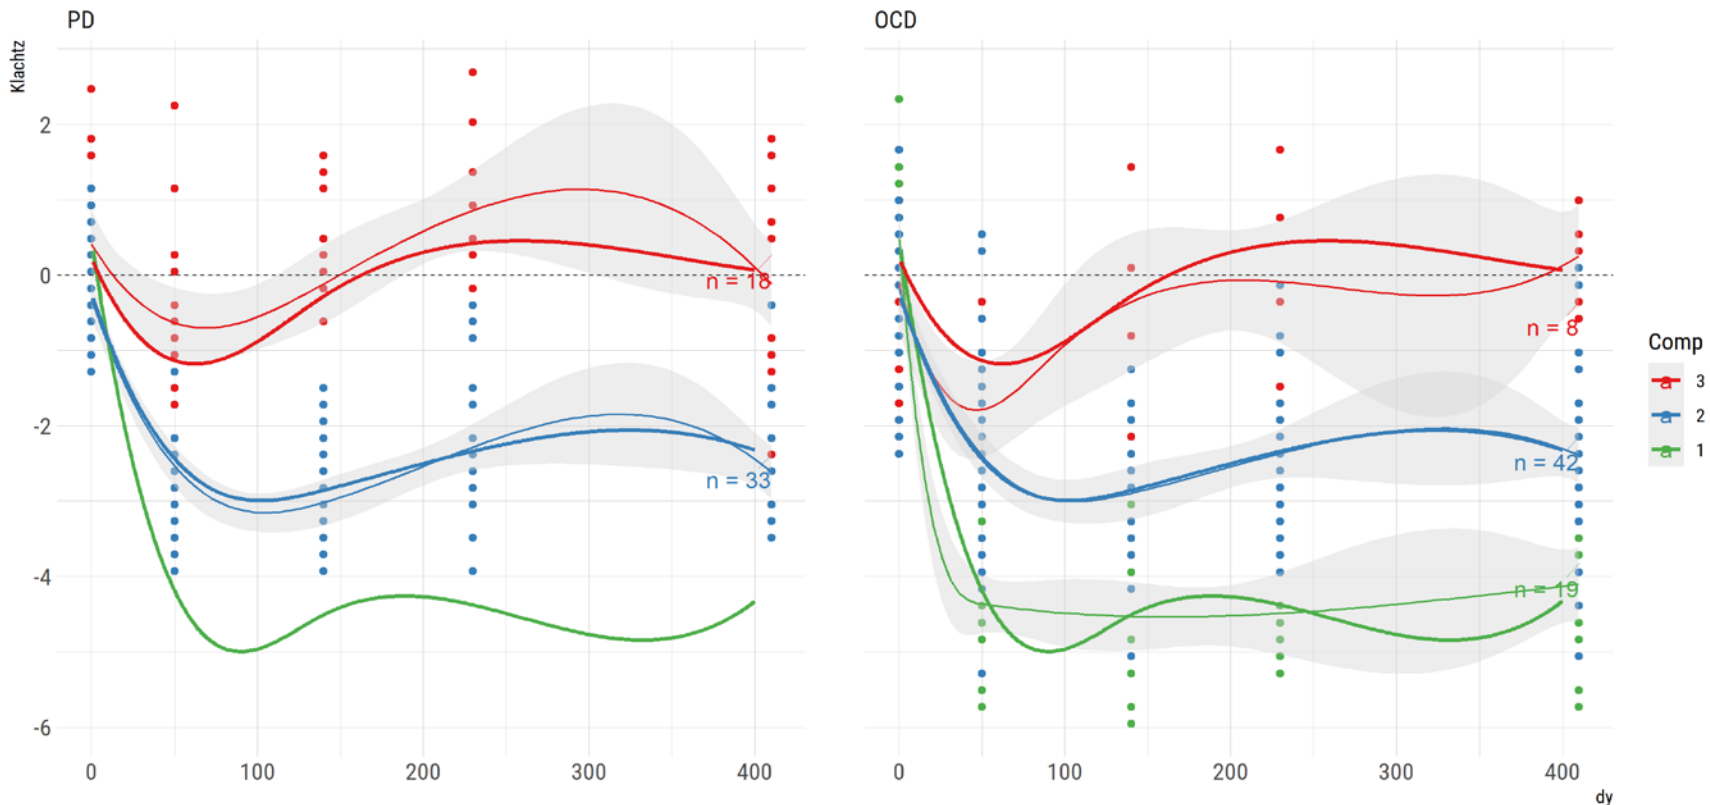 PD
OCD
Klachtz
2
0
-2
-4
-6
n = 18
n = 33
n = 8
n = 42
n = 19
0 100 200 300 400
0 100 200 300 400
dy
Comp
a 3
a 2
a 1